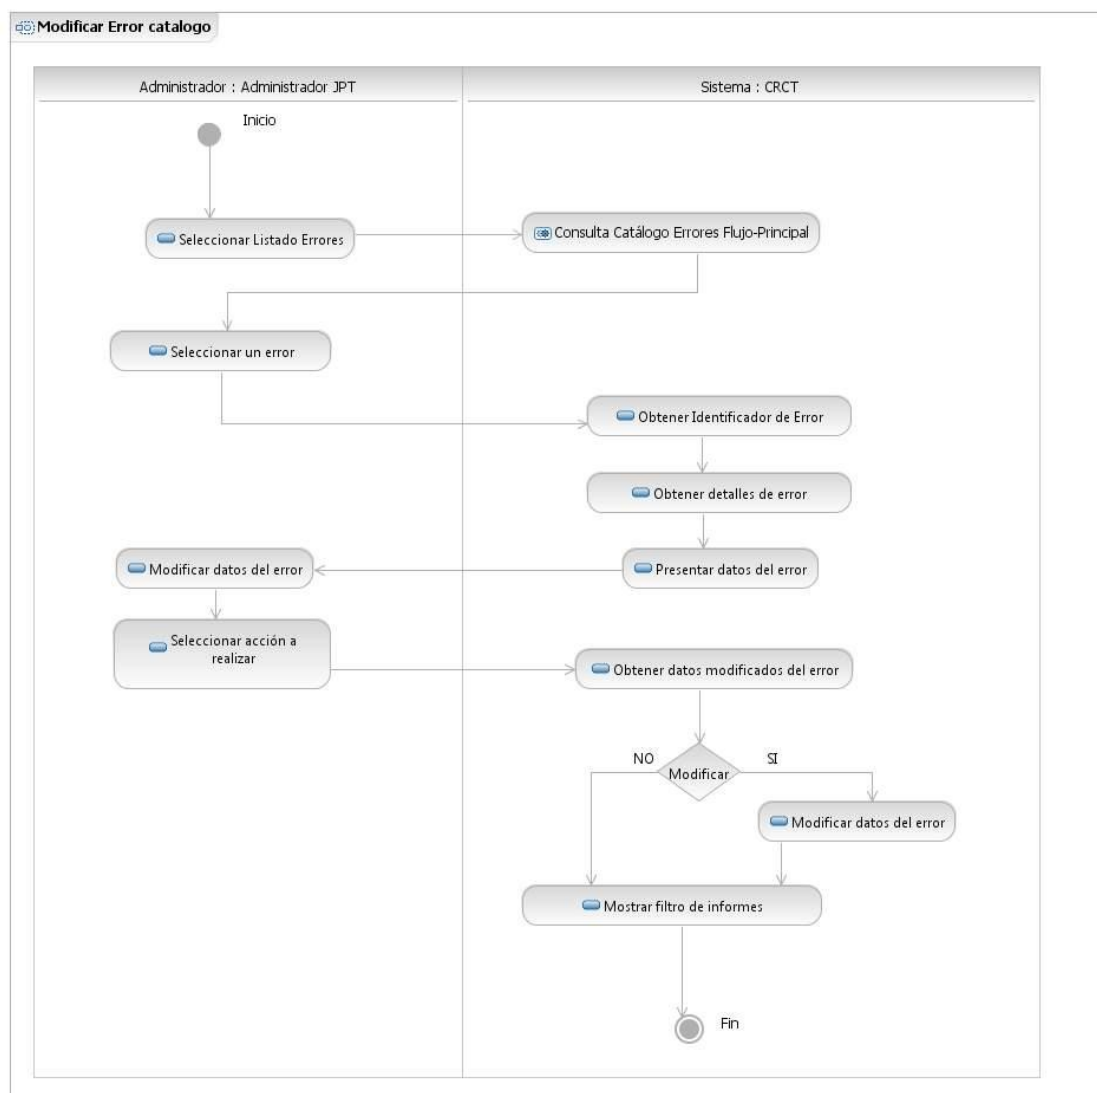 Modificar Error catalogo
Administrador : Administrador JPT
Sistema : CRCT
Inicio
Seleccionar Listado Errores
Consulta Catálogo Errores Flujo-Principal
Seleccionar un error
Obtener Identificador de Error
Obtener detalles de error
Modificar datos del error
Presentar datos del error
Seleccionar acción a
realizar
Obtener datos modificados del error
NO
SI
Modificar
Modificar datos del error
Mostrar filtro de informes
Fin